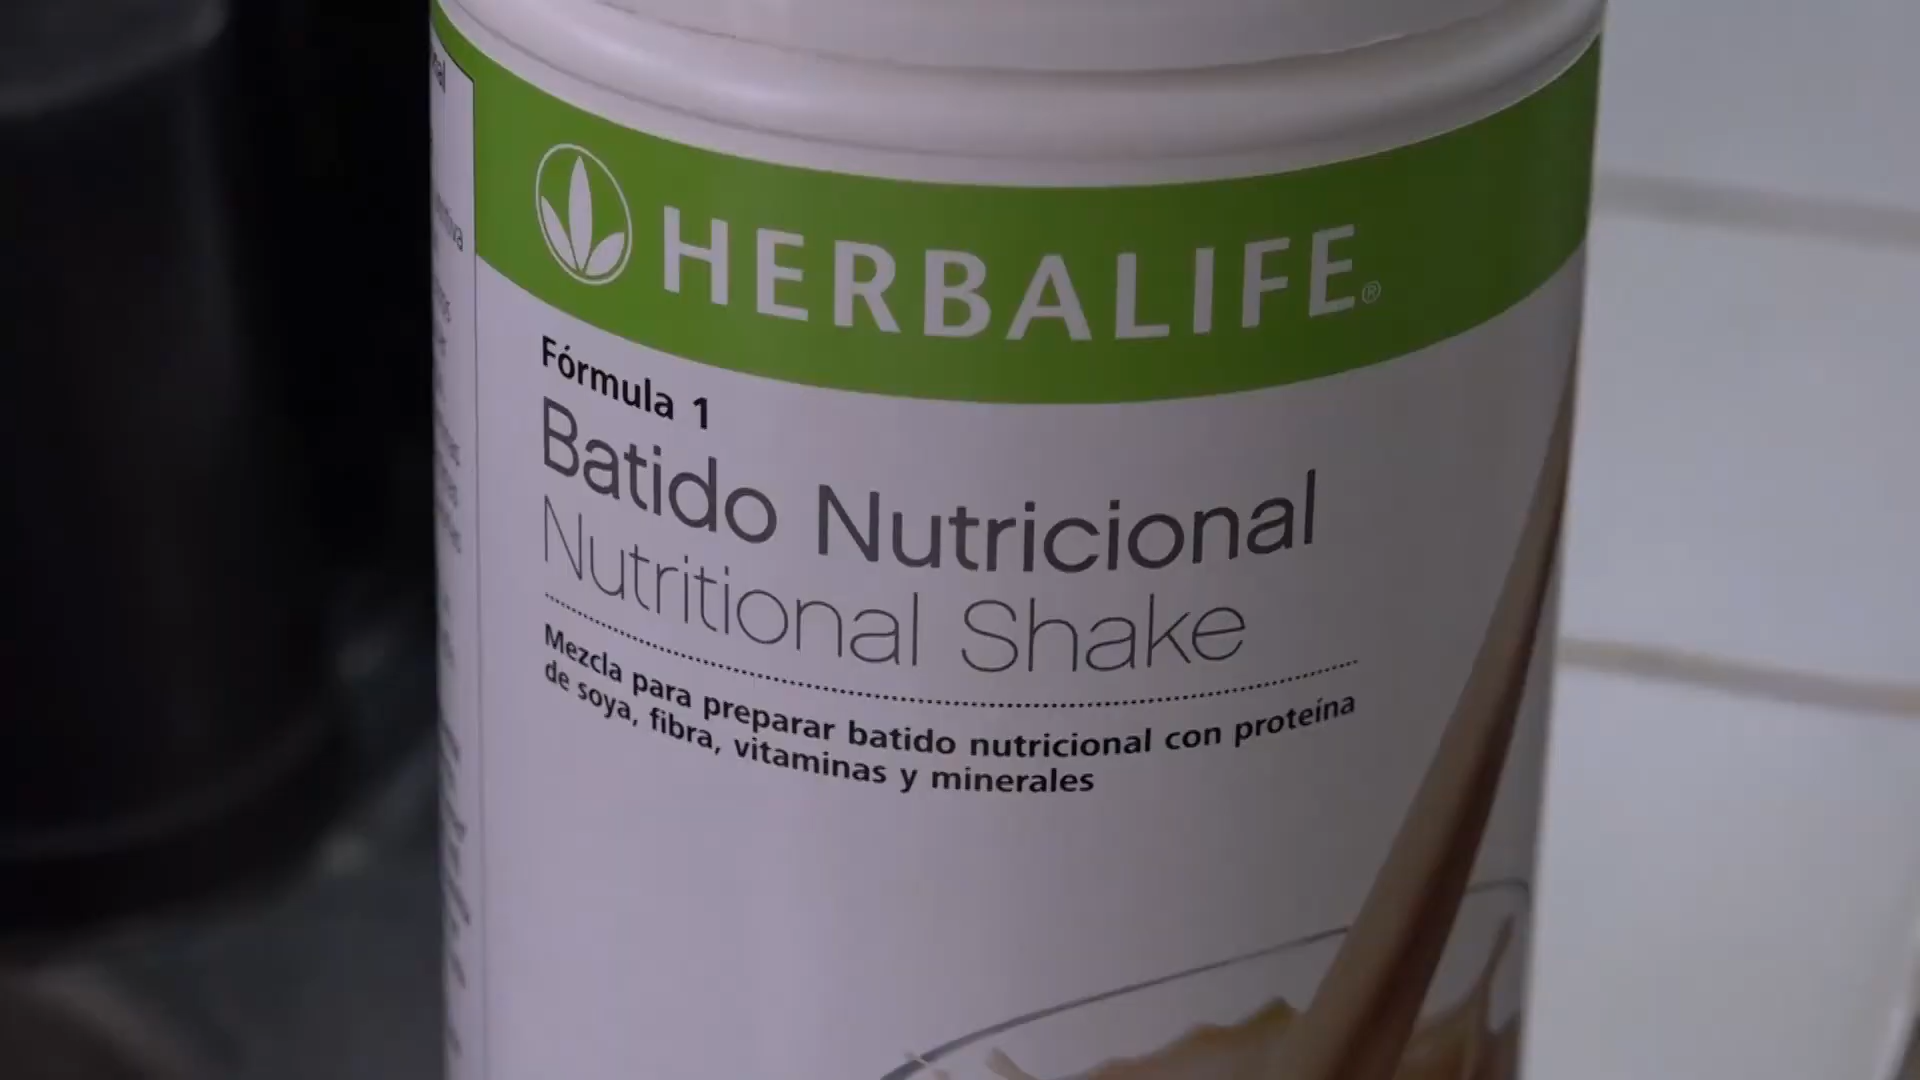 HERBALIFE®
Fórmula 1
Batido Nutricional
Nutritional Shake
Mezcla para preparar batido nutricional con proteína
de soya, fibra, vitaminas y minerales